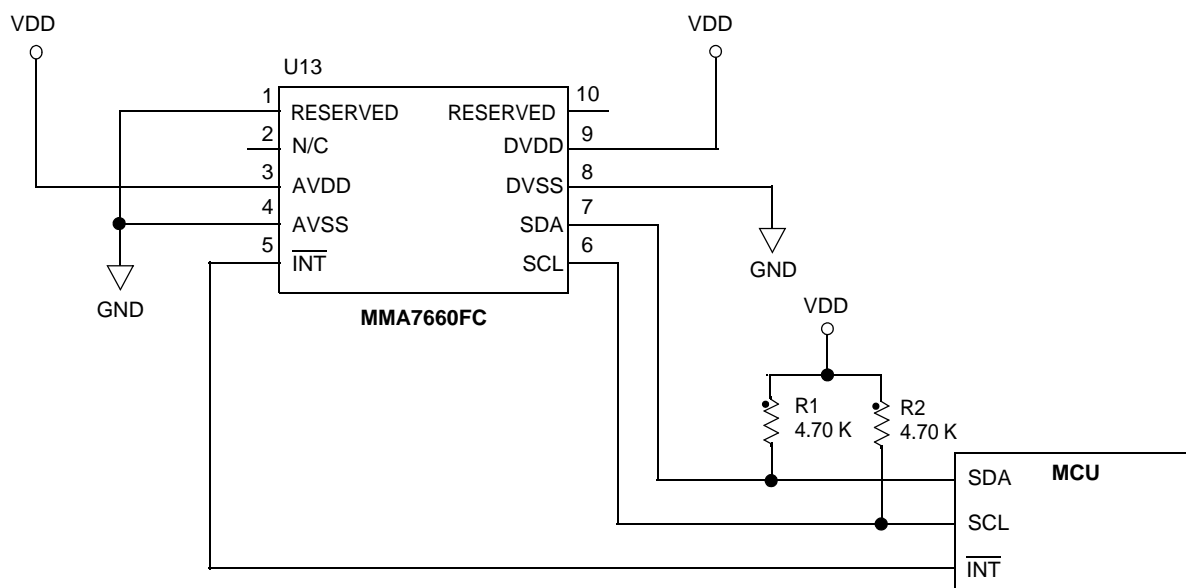 VDD
VDD
U13
1 RESERVED RESERVED 10
2 N/C DVDD 9
3 AVDD DVSS 8
4 AVSS SDA 7
5 INT SCL 6
GND
GND
MMA7660FC
VDD
R1
4.70 K
R2
4.70 K
MCU
SDA
SCL
INT